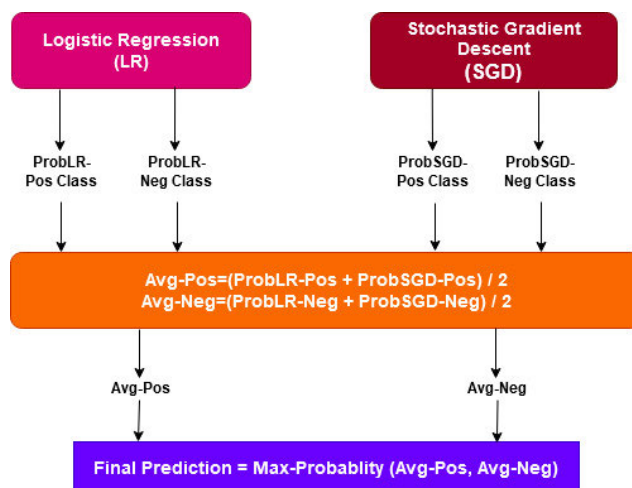 Logistic Regression
(LR)
Stochastic Gradient
Descent
(SGD)
ProbLR-
Pos Class
ProbLR-
Neg Class
ProbSGD-
Pos Class
ProbSGD-
Neg Class
Avg-Pos=(ProbLR-Pos + ProbSGD-Pos) / 2
Avg-Neg=(ProbLR-Neg + ProbSGD-Neg) / 2
Avg-Pos
Avg-Neg
Final Prediction = Max-Probablity (Avg-Pos, Avg-Neg)